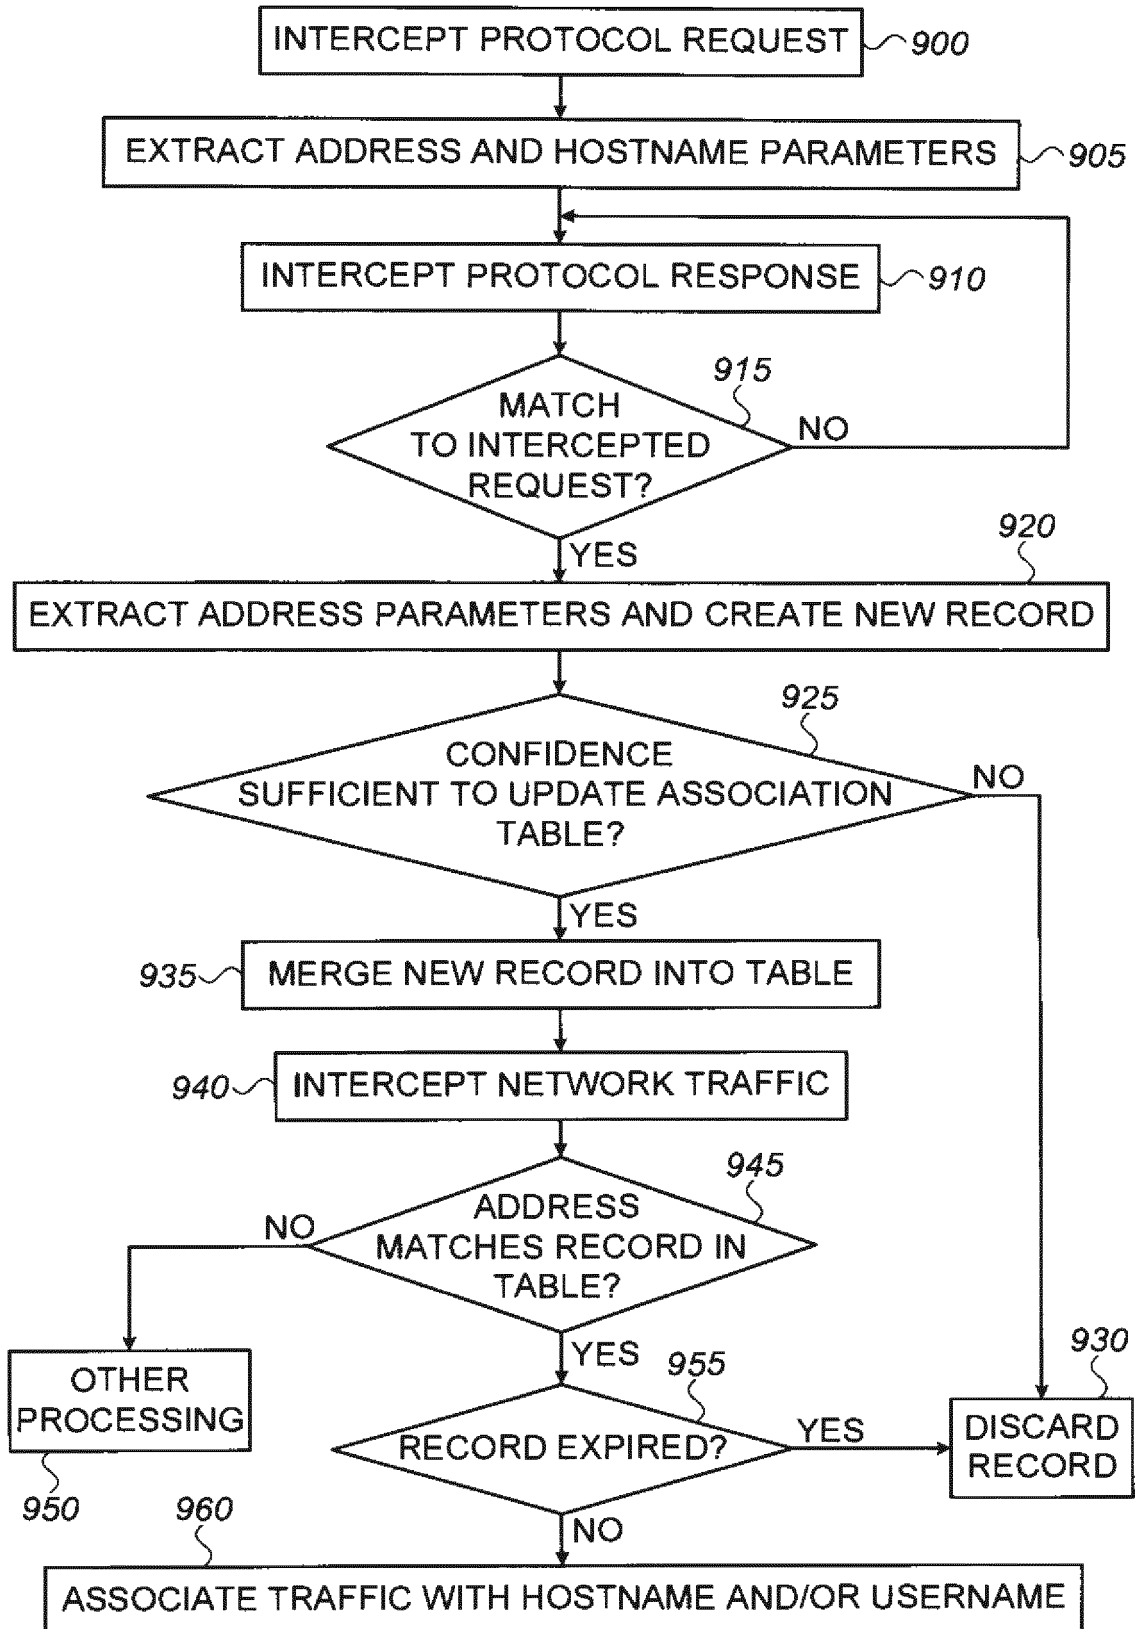 INTERCEPT PROTOCOL REQUEST
900
EXTRACT ADDRESS AND HOSTNAME PARAMETERS
905
INTERCEPT PROTOCOL RESPONSE
910
915
MATCH
TO INTERCEPTED
REQUEST?
NO
YES
920
EXTRACT ADDRESS PARAMETERS AND CREATE NEW RECORD
925
CONFIDENCE
SUFFICIENT TO UPDATE ASSOCIATION
TABLE?
NO
YES
935
MERGE NEW RECORD INTO TABLE
940
INTERCEPT NETWORK TRAFFIC
945
ADDRESS
MATCHES RECORD IN
TABLE?
NO
YES
OTHER
PROCESSING
950
955
RECORD EXPIRED?
YES
930
DISCARD
RECORD
NO
960
ASSOCIATE TRAFFIC WITH HOSTNAME AND/OR USERNAME